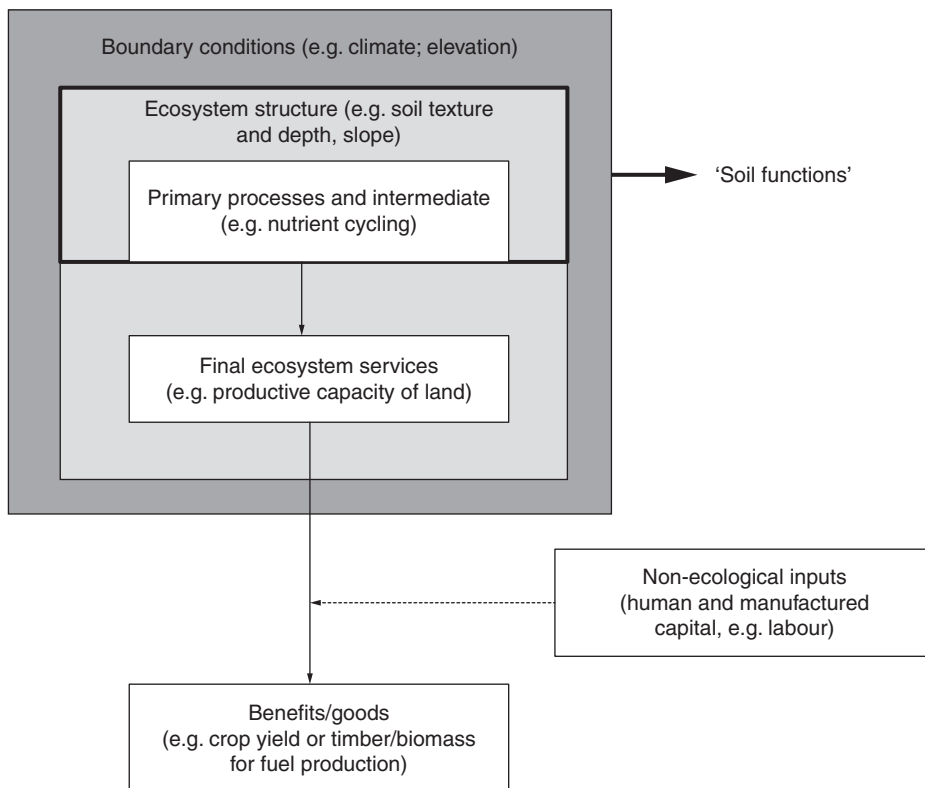 Boundary conditions (e.g. climate; elevation)
Ecosystem structure (e.g. soil texture
and depth, slope)
Primary processes and intermediate
(e.g. nutrient cycling)
‘Soil functions’
Final ecosystem services
(e.g. productive capacity of land)
Non-ecological inputs
(human and manufactured
capital, e.g. labour)
Benefits/goods
(e.g. crop yield or timber/biomass
for fuel production)